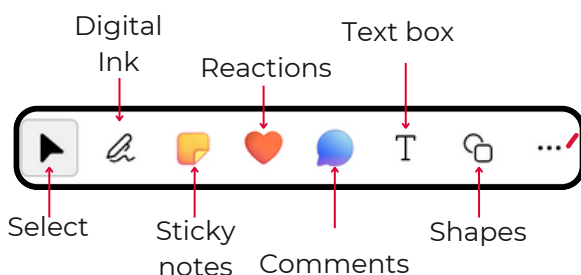 Digital
Ink
Reactions
Text box
T
Select
Sticky
notes
Comments
Shapes